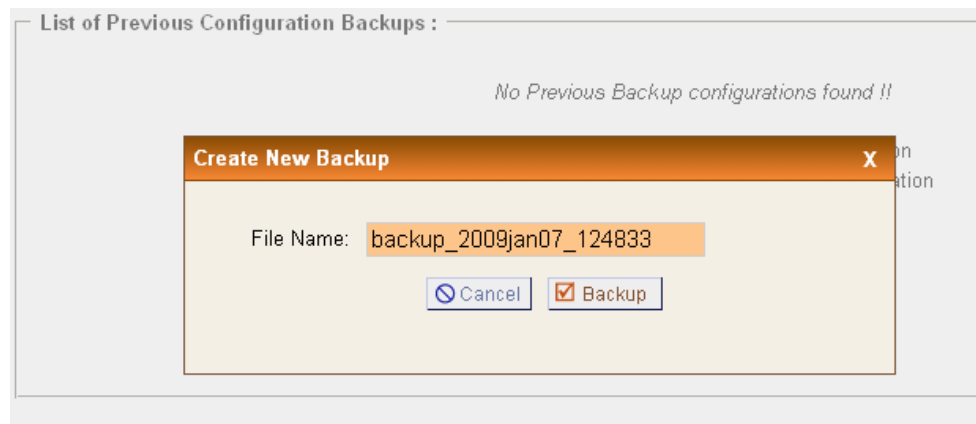 List of Previous Configuration Backups :
No Previous Backup configurations found !!
Create New Backup X
File Name: backup_2009jan07_124833
Cancel Backup